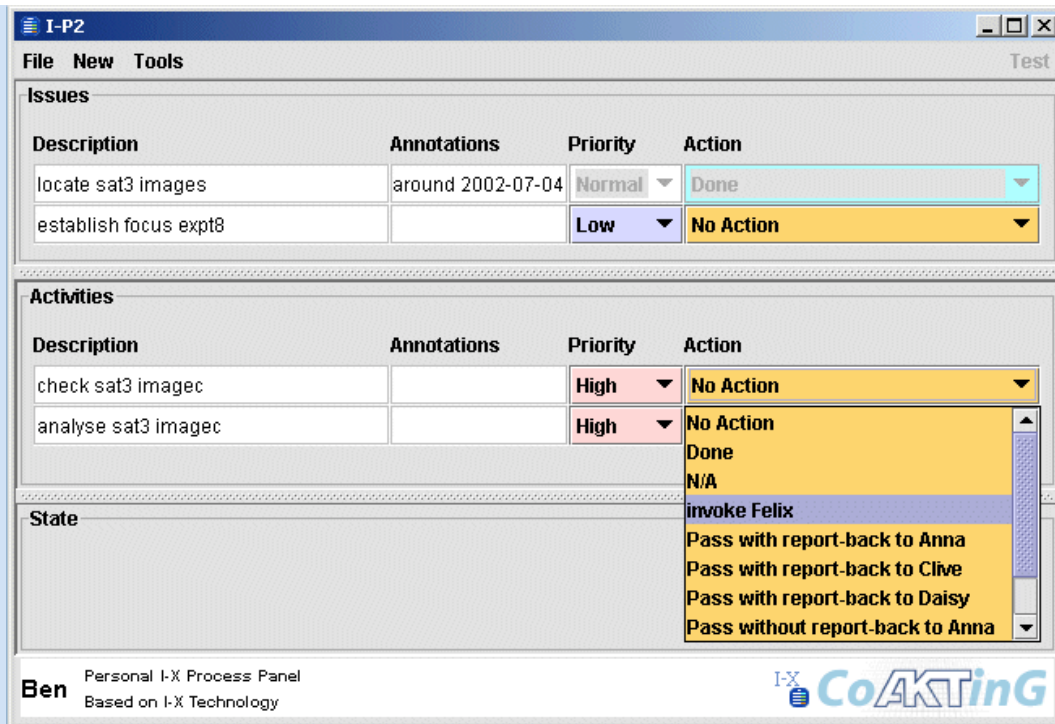 I-P2
File New Tools Test
Issues
Description Annotations Priority Action
locate sat3 images around 2002-07-04 Normal Done
establish focus expt8 Low No Action
Activities
Description Annotations Priority Action
check sat3 imagec High No Action
analyse sat3 imagec High
No Action
Done
N/A
invoke Felix
Pass with report-back to Anna
Pass with report-back to Clive
Pass with report-back to Daisy
Pass without report-back to Anna
State
Ben
Personal I-X Process Panel
Based on I-X Technology
I-X CoAKTinG